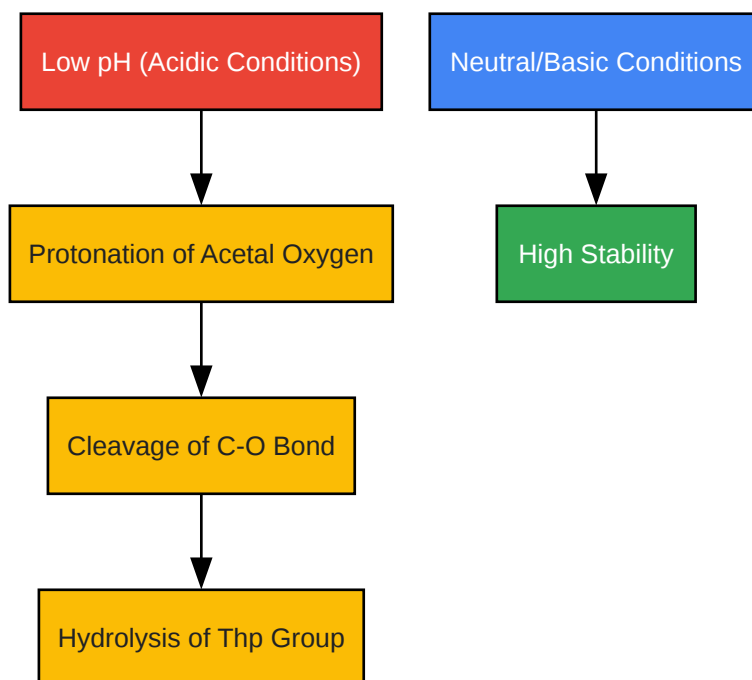 Low pH (Acidic Conditions)
Neutral/Basic Conditions
Protonation of Acetal Oxygen
High Stability
Cleavage of C-O Bond
Hydrolysis of Thp Group